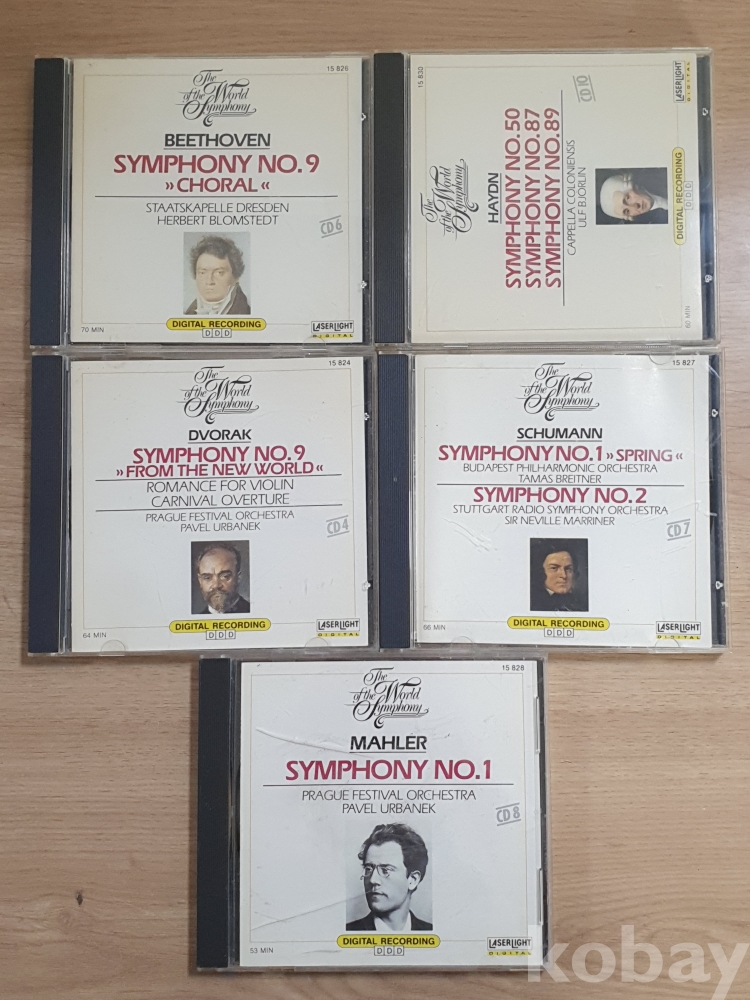 15 826
The
of the World
Symphony
BEETHOVEN
SYMPHONY NO. 9
»CHORAL«
STAATSKAPELLE DRESDEN
HERBERT BLOMSTEDT
CD 6
70 MIN
DIGITAL RECORDING
DDD
LASERLIGHT
DIGITAL
15 830
The
of the World
Symphony
HAYDN
SYMPHONY NO. 50
SYMPHONY NO. 87
SYMPHONY NO. 89
CAPPELLA COLONIENSIS
ULF BJÖRLIN
CD 10
60 MIN
DIGITAL RECORDING
DDD
LASERLIGHT
DIGITAL
15 824
The
of the World
Symphony
DVORAK
SYMPHONY NO. 9
»FROM THE NEW WORLD«
ROMANCE FOR VIOLIN
CARNIVAL OVERTURE
PRAGUE FESTIVAL ORCHESTRA
PAVEL URBANEK
CD 4
64 MIN
DIGITAL RECORDING
DDD
LASERLIGHT
DIGITAL
15 827
The
of the World
Symphony
SCHUMANN
SYMPHONY NO. 1 »SPRING«
BUDAPEST PHILHARMONIC ORCHESTRA
TAMAS BREITNER
SYMPHONY NO. 2
STUTTGART RADIO SYMPHONY ORCHESTRA
SIR NEVILLE MARRINER
CD 7
66 MIN
DIGITAL RECORDING
DDD
LASERLIGHT
DIGITAL
15 828
The
of the World
Symphony
MAHLER
SYMPHONY NO. 1
PRAGUE FESTIVAL ORCHESTRA
PAVEL URBANEK
CD 8
53 MIN
DIGITAL RECORDING
DDD
LASERLIGHT
DIGITAL
kobay